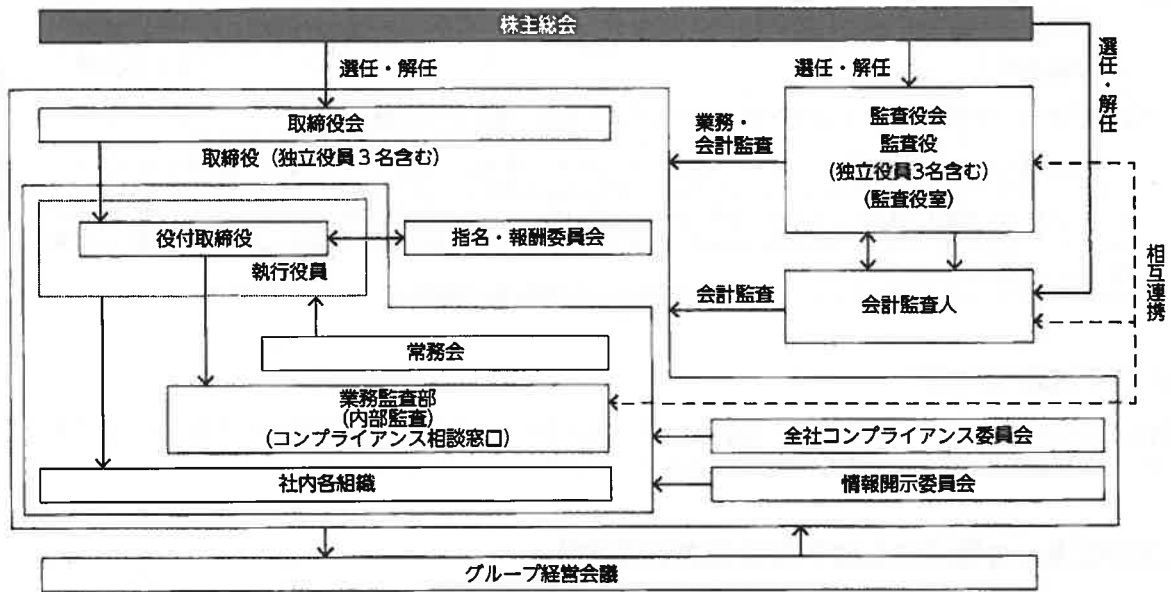 株主総会
選任・解任
選任・解任
選任・解任
取締役会
取締役（独立役員３名含む）
業務・
会計監査
監査役会
監査役
(独立役員3名含む)
(監査役室)
役付取締役
指名・報酬委員会
執行役員
会計監査
会計監査人
相互連携
常務会
業務監査部
(内部監査)
(コンプライアンス相談窓口)
全社コンプライアンス委員会
社内各組織
情報開示委員会
グループ経営会議